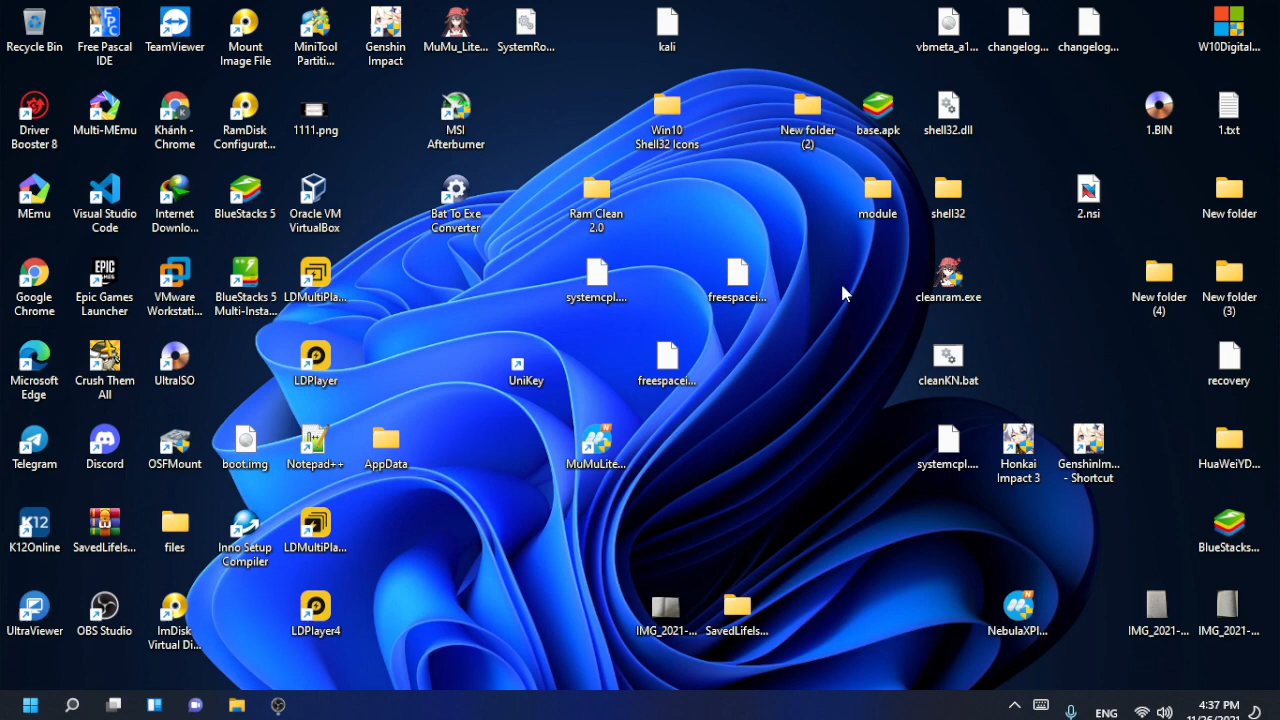 Recycle Bin
Free Pascal
IDE
TeamViewer
Mount
Image File
MiniTool
Partiti...
Genshin
Impact
MuMu_Lite...
SystemRo...
kali
vbmeta_a1...
changelog...
changelog...
W10Digital...
Driver
Booster 8
Multi-MEmu
Khánh -
Chrome
RamDisk
Configurat...
1111.png
MSI
Afterburner
Win10
Shell32 Icons
New folder
(2)
base.apk
shell32.dll
1.BIN
1.txt
MEmu
Visual Studio
Code
Internet
Downlo...
BlueStacks 5
Oracle VM
VirtualBox
Bat To Exe
Converter
Ram Clean
2.0
module
shell32
2.nsi
New folder
Google
Chrome
Epic Games
Launcher
VMware
Workstati...
BlueStacks 5
Multi-Insta...
LDMultiPla...
systemcpl....
freespacei...
cleanram.exe
New folder
(4)
New folder
(3)
Microsoft
Edge
Crush Them
All
UltraISO
LDPlayer
UniKey
freespacei...
cleanKN.bat
recovery
Telegram
Discord
OSFMount
boot.img
Notepad++
AppData
MuMuLite...
systemcpl....
Honkai
Impact 3
GenshinIm...
- Shortcut
HuaWeiYD...
K12Online
SavedLifeIs...
files
Inno Setup
Compiler
LDMultiPla...
BlueStacks...
UltraViewer
OBS Studio
ImDisk
Virtual Di...
LDPlayer4
IMG_2021-...
SavedLifeIs...
NebulaXPl...
IMG_2021-...
IMG_2021-...
ENG
4:37 PM
11/26/2021